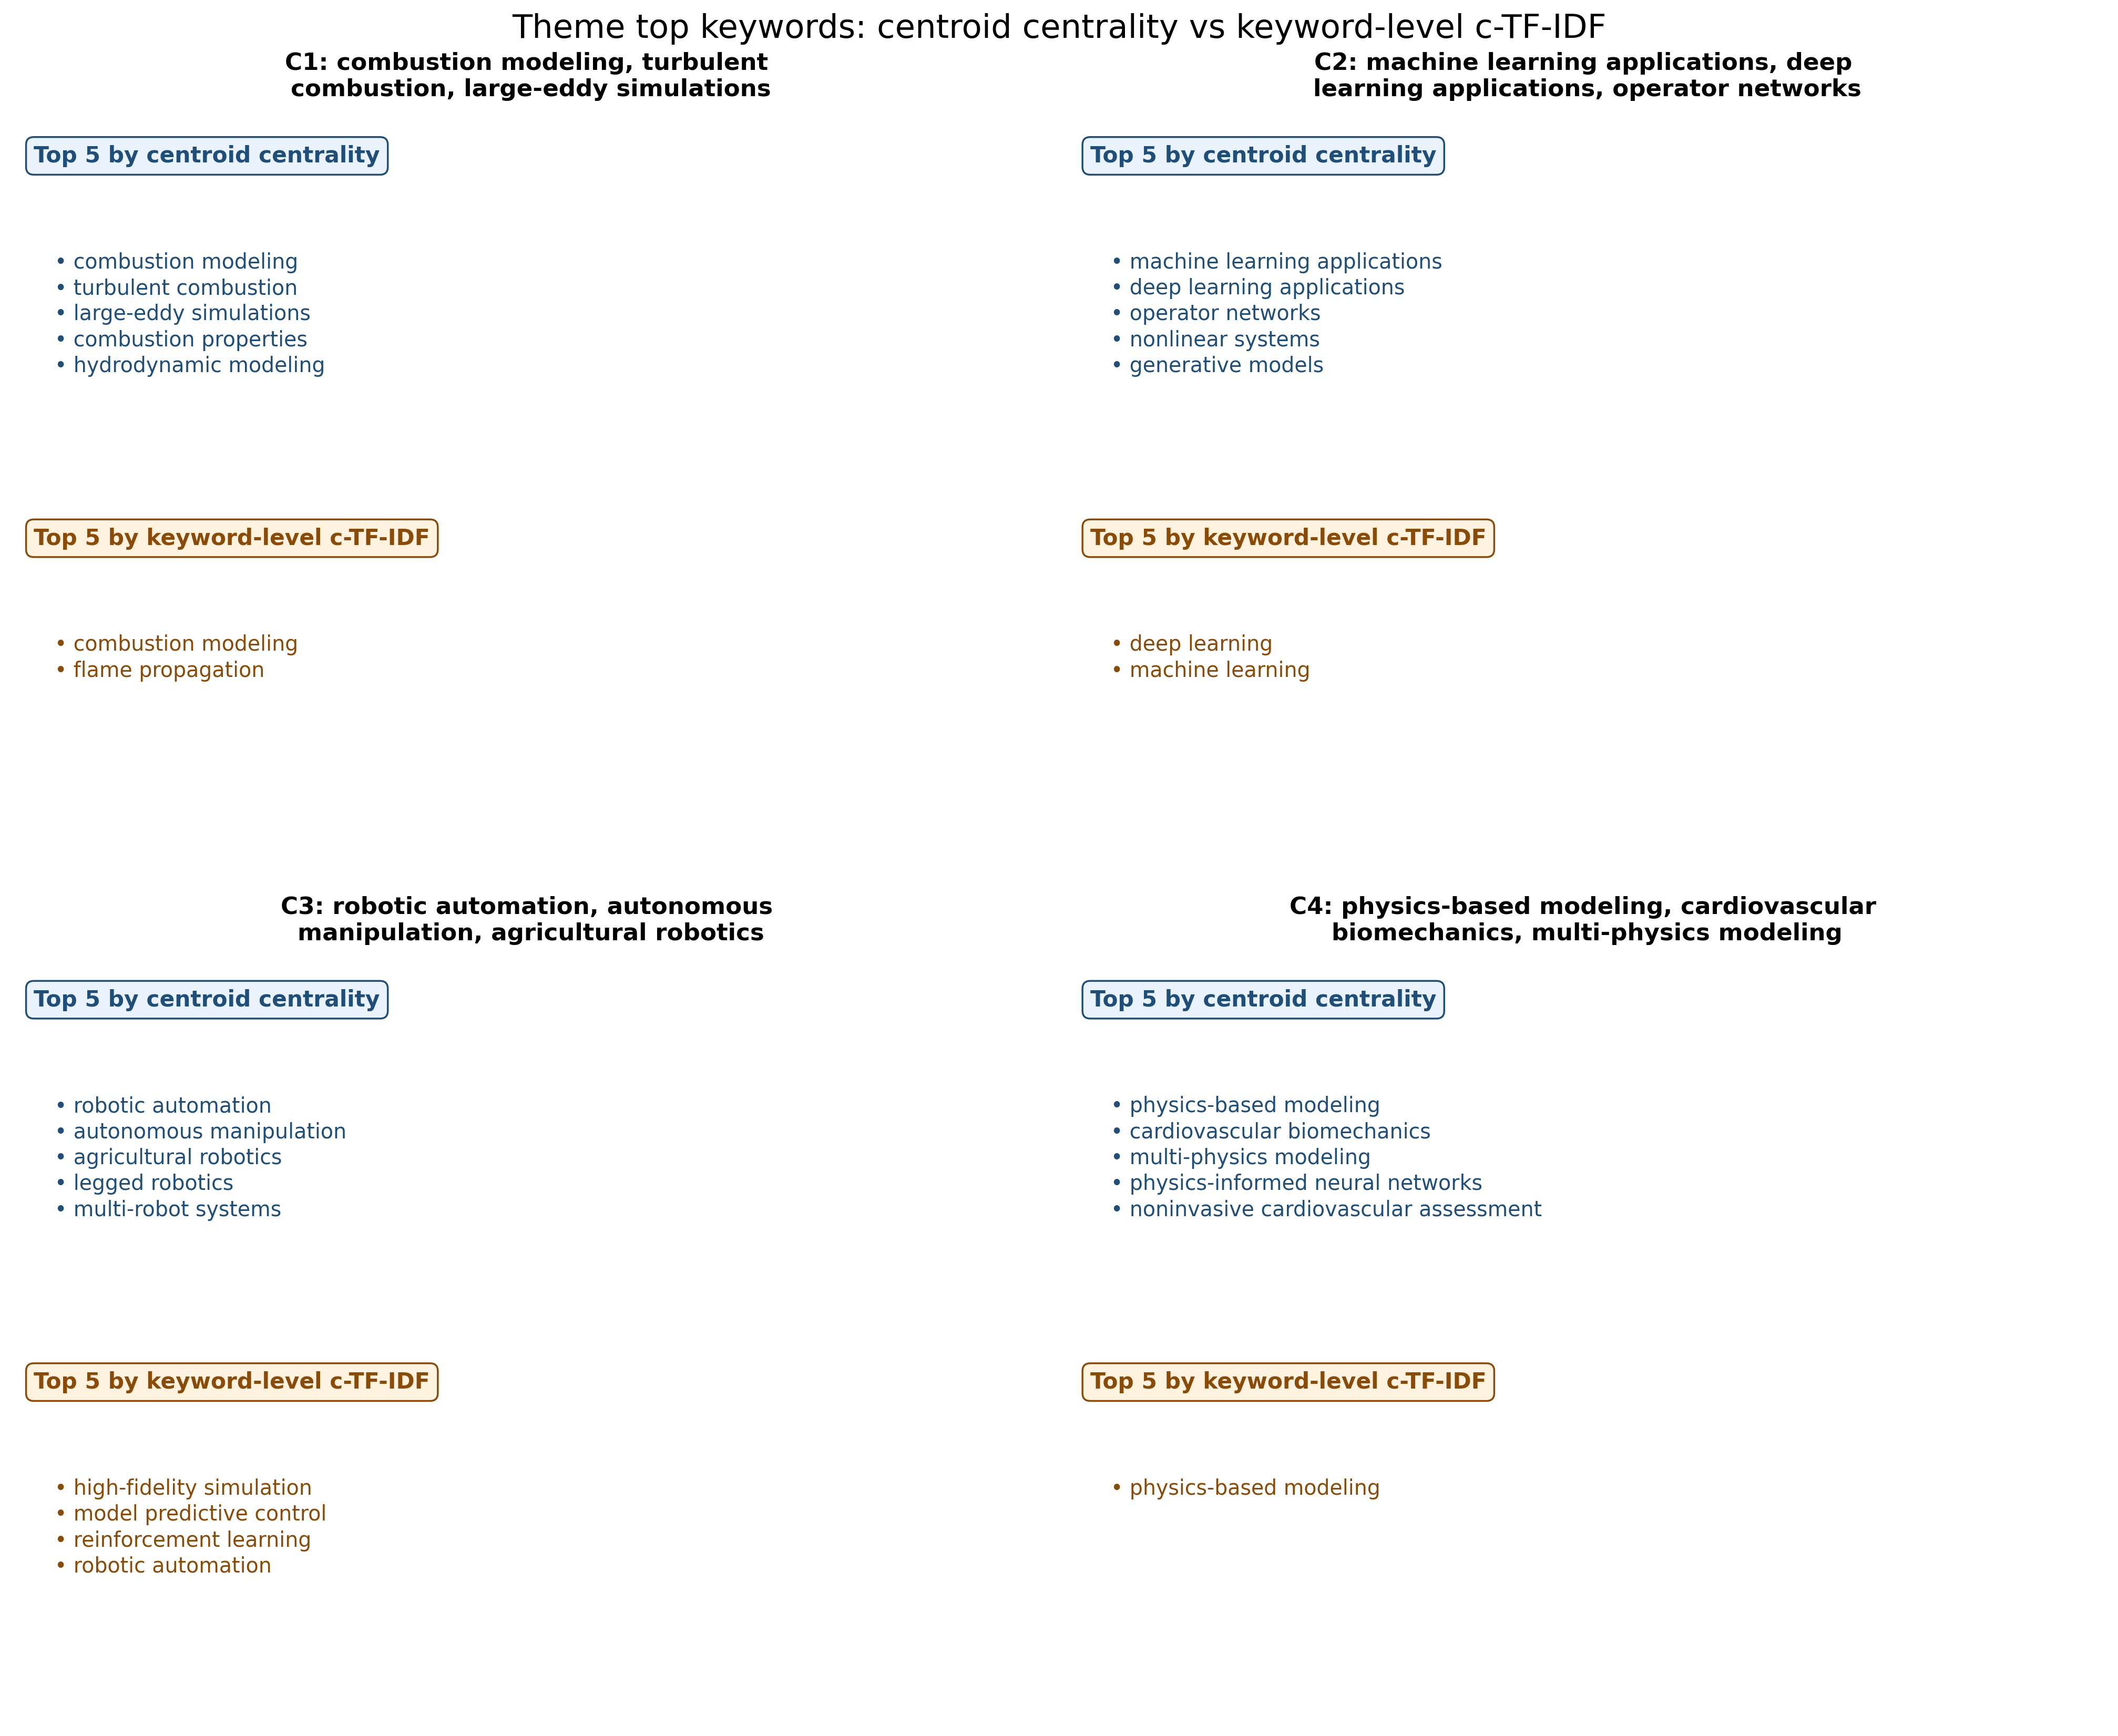 Theme top keywords: centroid centrality vs keyword-level c-TF-IDF
C1: combustion modeling, turbulent
combustion, large-eddy simulations
Top 5 by centroid centrality
• combustion modeling
• turbulent combustion
• large-eddy simulations
• combustion properties
• hydrodynamic modeling
Top 5 by keyword-level c-TF-IDF
• combustion modeling
• flame propagation
C2: machine learning applications, deep
learning applications, operator networks
Top 5 by centroid centrality
• machine learning applications
• deep learning applications
• operator networks
• nonlinear systems
• generative models
Top 5 by keyword-level c-TF-IDF
• deep learning
• machine learning
C3: robotic automation, autonomous
manipulation, agricultural robotics
Top 5 by centroid centrality
• robotic automation
• autonomous manipulation
• agricultural robotics
• legged robotics
• multi-robot systems
Top 5 by keyword-level c-TF-IDF
• high-fidelity simulation
• model predictive control
• reinforcement learning
• robotic automation
C4: physics-based modeling, cardiovascular
biomechanics, multi-physics modeling
Top 5 by centroid centrality
• physics-based modeling
• cardiovascular biomechanics
• multi-physics modeling
• physics-informed neural networks
• noninvasive cardiovascular assessment
Top 5 by keyword-level c-TF-IDF
• physics-based modeling